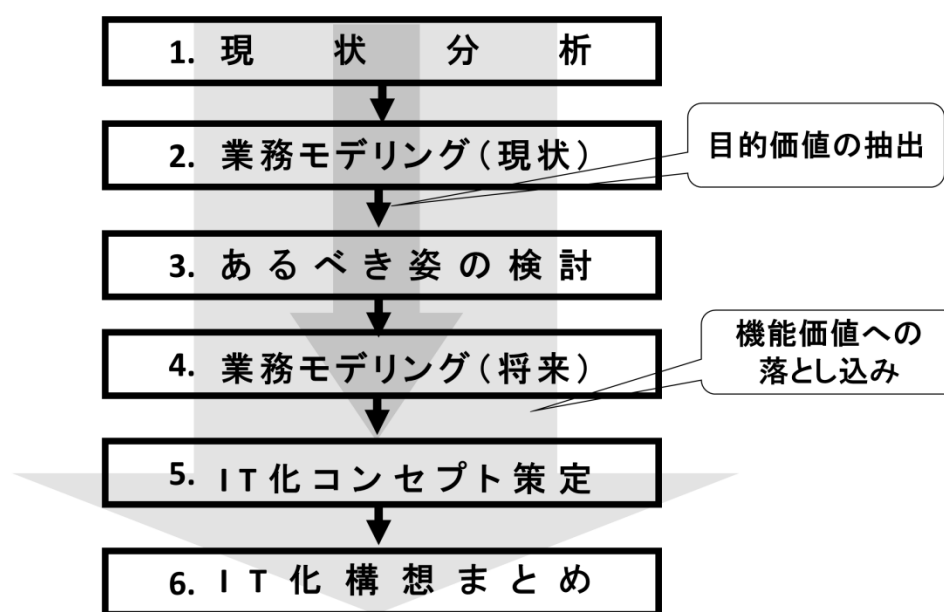 1. 現状分析
2. 業務モデリング(現状)
目的価値の抽出
3. あるべき姿の検討
機能価値への
落とし込み
4. 業務モデリング(将来)
5. IT化コンセプト策定
6. IT化構想まとめ